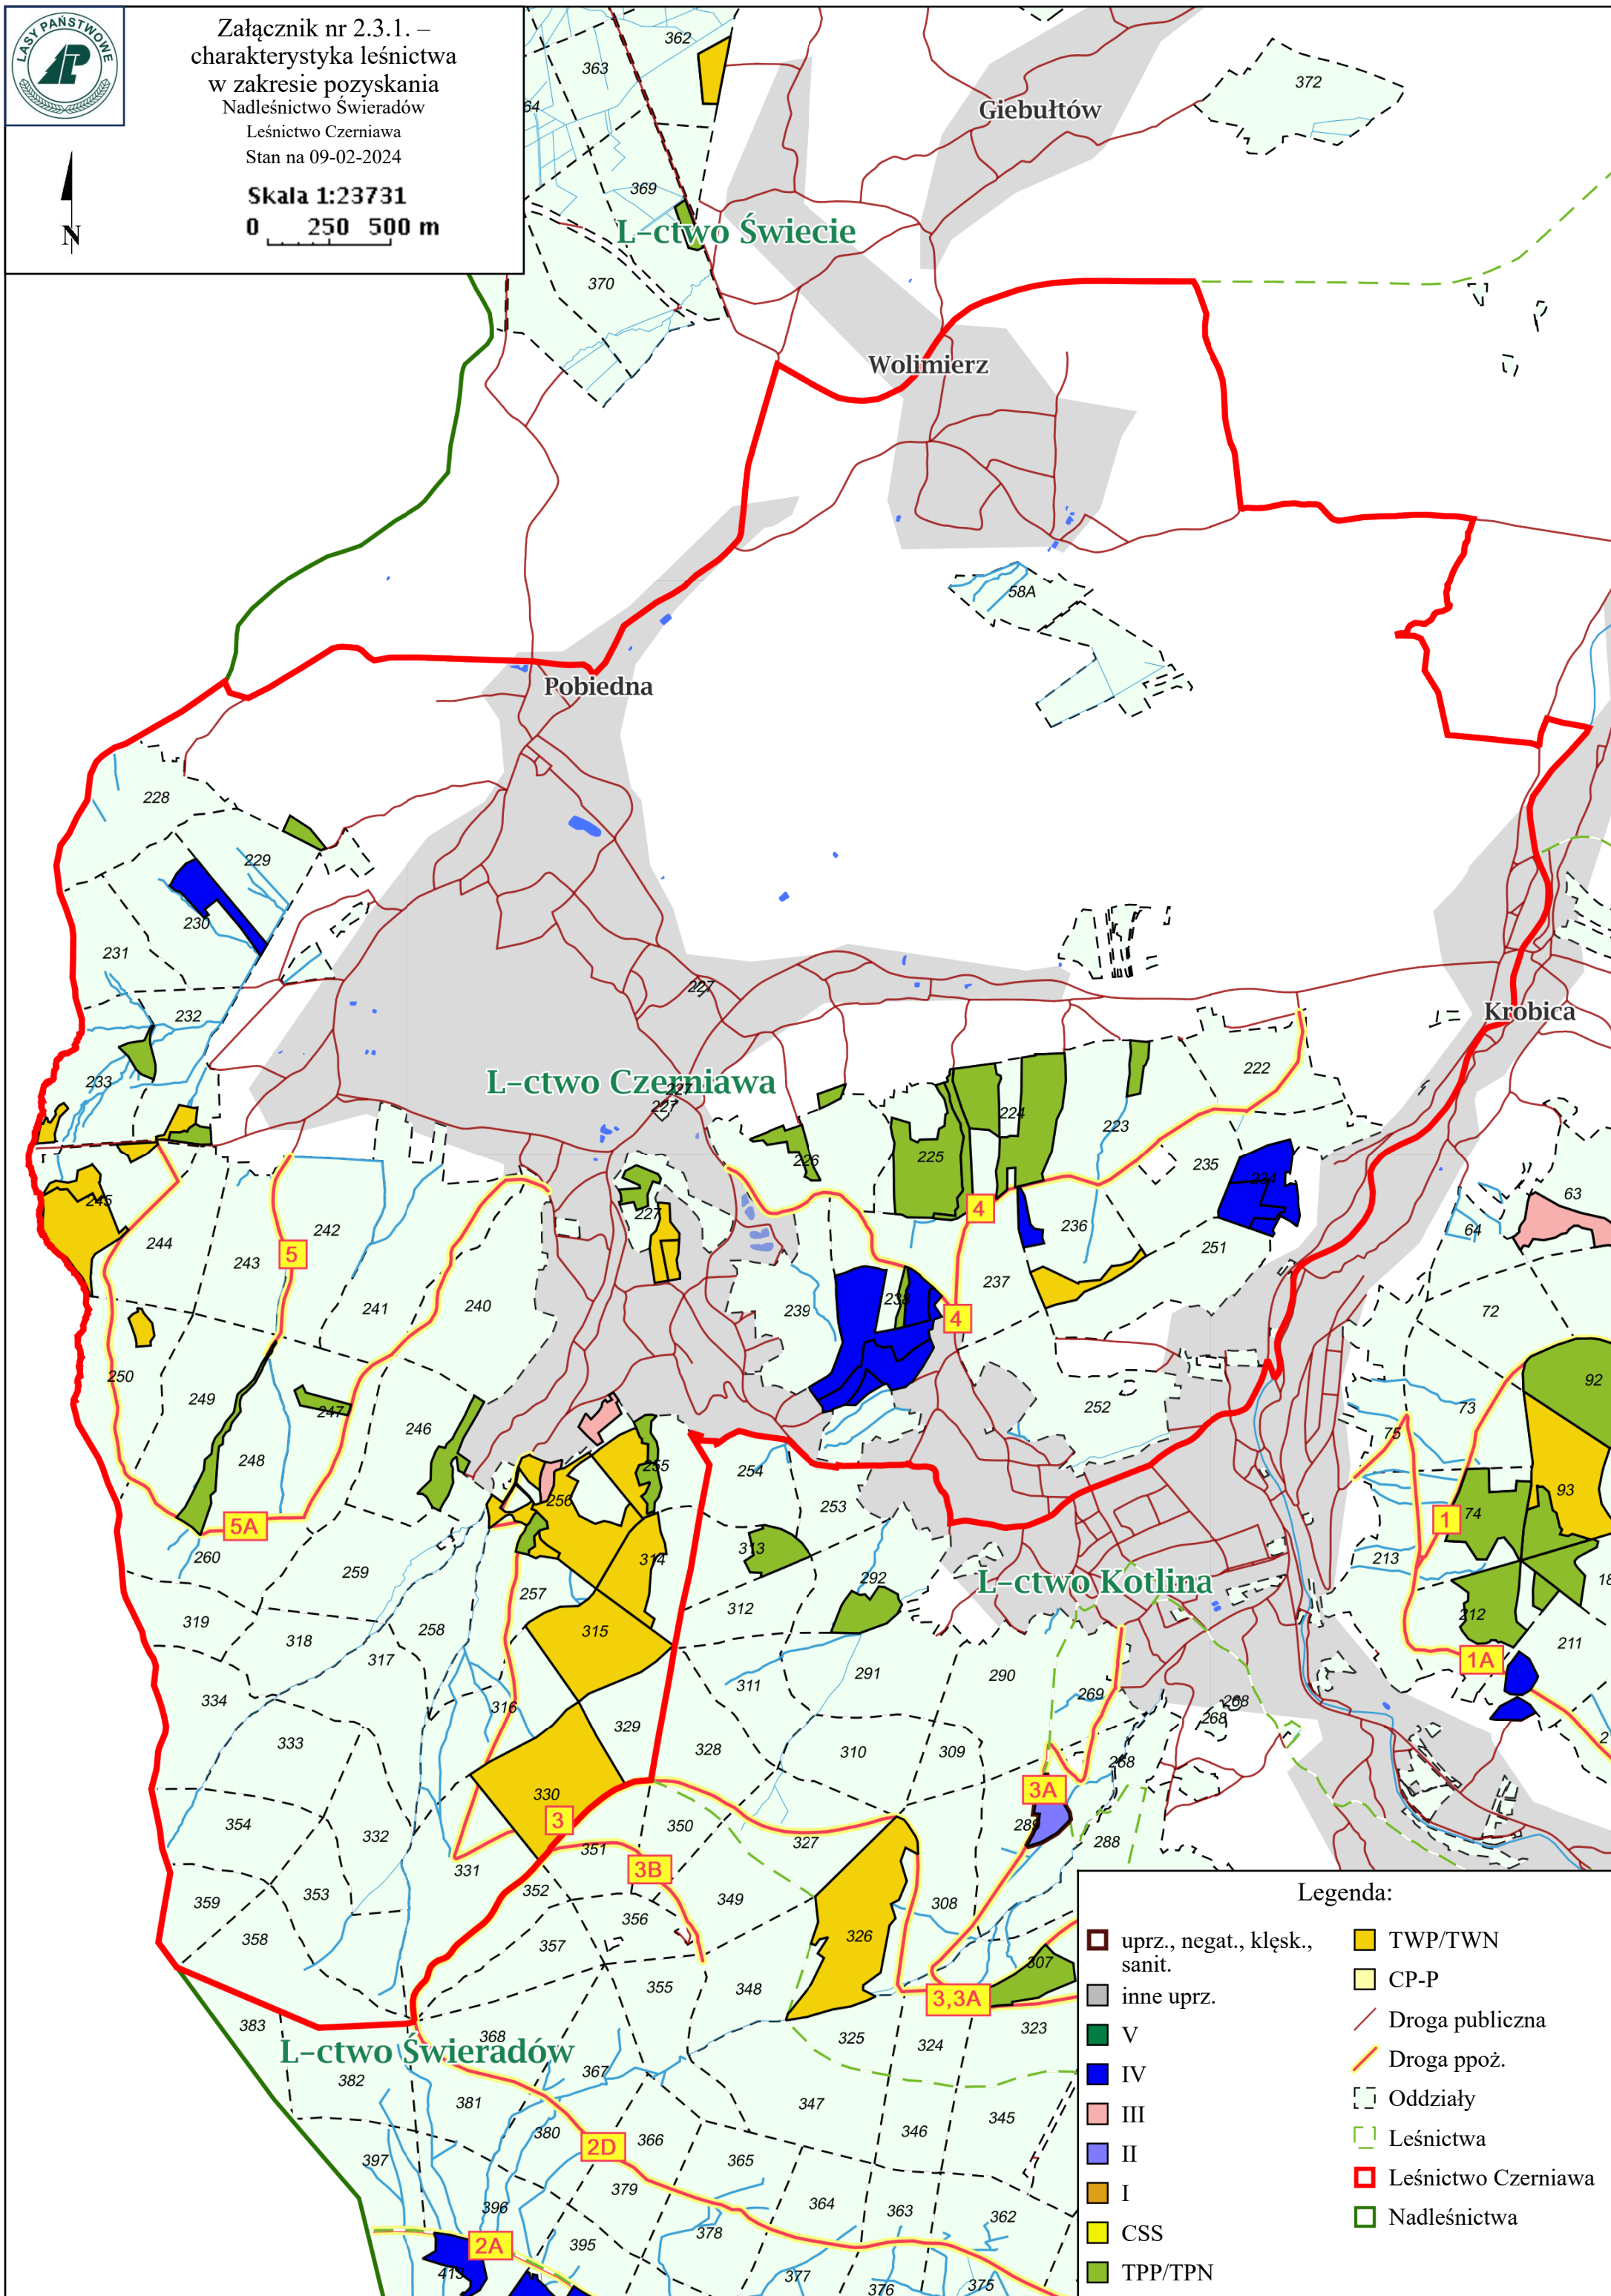 LASY PAŃSTWOWE
Załącznik nr 2.3.1. –
charakterystyka leśnictwa
w zakresie pozyskania
Nadleśnictwo Świeradów
Leśnictwo Czerniawa
Stan na 09-02-2024
Skala 1:23731
0 250 500 m
N
362
363
64
372
Giebułtów
369
L-ctwo Świecie
370
Wolimierz
58A
Pobiedna
228
229
230
231
227
232
Krobica
222
233
L-ctwo Czerniawa
227
227
224
223
226
225
235
234
63
245
227
4
64
236
244
242
5
251
243
237
238
241
240
239
4
72
250
92
249
247
252
73
246
75
248
254
255
256
253
93
5A
1
74
313
314
260
213
259
292
L-ctwo Kotlina
18
257
312
212
319
258
315
318
211
317
291
290
1A
311
269
334
316
268
268
329
333
328
310
309
268
3A
330
3
354
350
289
332
327
288
351
331
3B
352
353
359
349
308
356
326
358
357
307
355
348
3,3A
383
323
368
325
324
L-ctwo Świeradów
367
382
381
347
345
380
346
2D
366
397
365
379
364
396
363
362
378
2A
395
413
377
376
375
Legenda:
uprz., negat., klęsk.,
sanit.
inne uprz.
V
IV
III
II
I
CSS
TPP/TPN
TWP/TWN
CP-P
Droga publiczna
Droga ppoż.
Oddziały
Leśnictwa
Leśnictwo Czerniawa
Nadleśnictwa